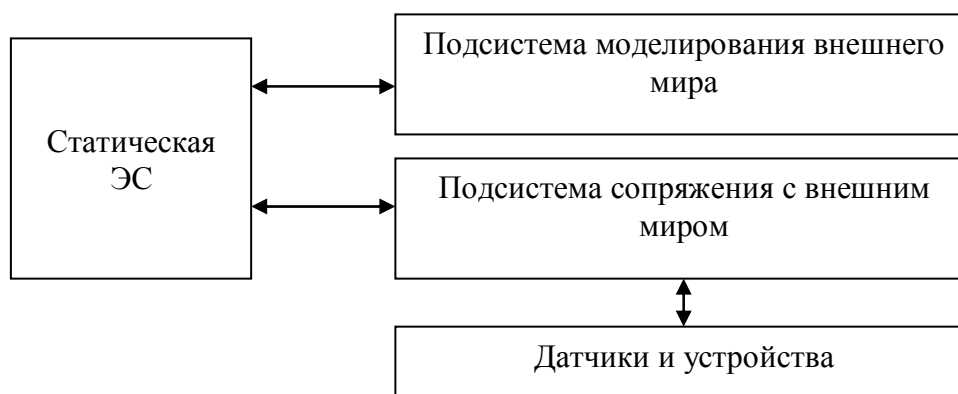 Статическая
ЭС
Подсистема моделирования внешнего
мира
Подсистема сопряжения с внешним
миром
Датчики и устройства